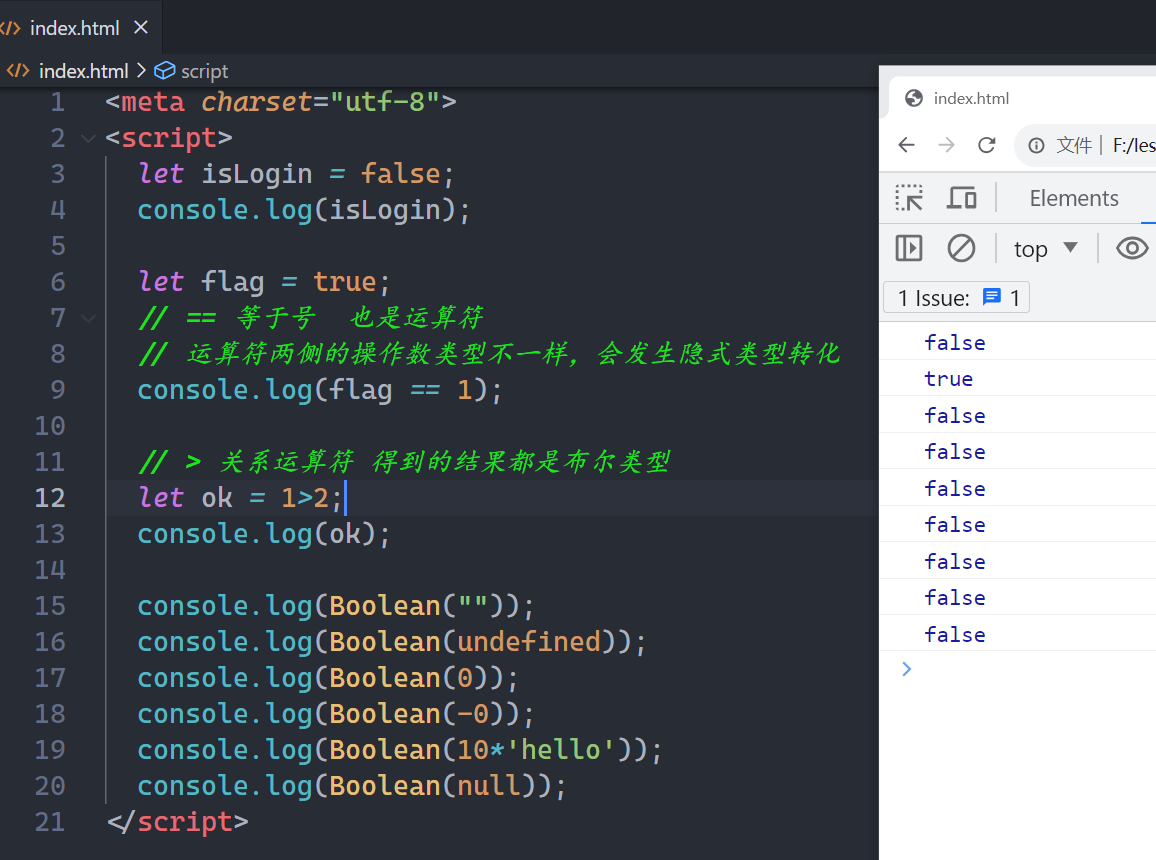 index.html
index.html > script
1 <meta charset="utf-8">
2 <script>
3 let isLogin = false;
4 console.log(isLogin);
5
6 let flag = true;
7 // == 等于号 也是运算符
8 // 运算符两侧的操作数类型不一样，会发生隐式类型转化
9 console.log(flag == 1);
10
11 // > 关系运算符 得到的结果都是布尔类型
12 let ok = 1>2;
13 console.log(ok);
14
15 console.log(Boolean(""));
16 console.log(Boolean(undefined));
17 console.log(Boolean(0));
18 console.log(Boolean(-0));
19 console.log(Boolean(10*'hello'));
20 console.log(Boolean(null));
21 </script>
index.html
文件 | F:/les
Elements
top
1 Issue: 1
false
true
false
false
false
false
false
false
false